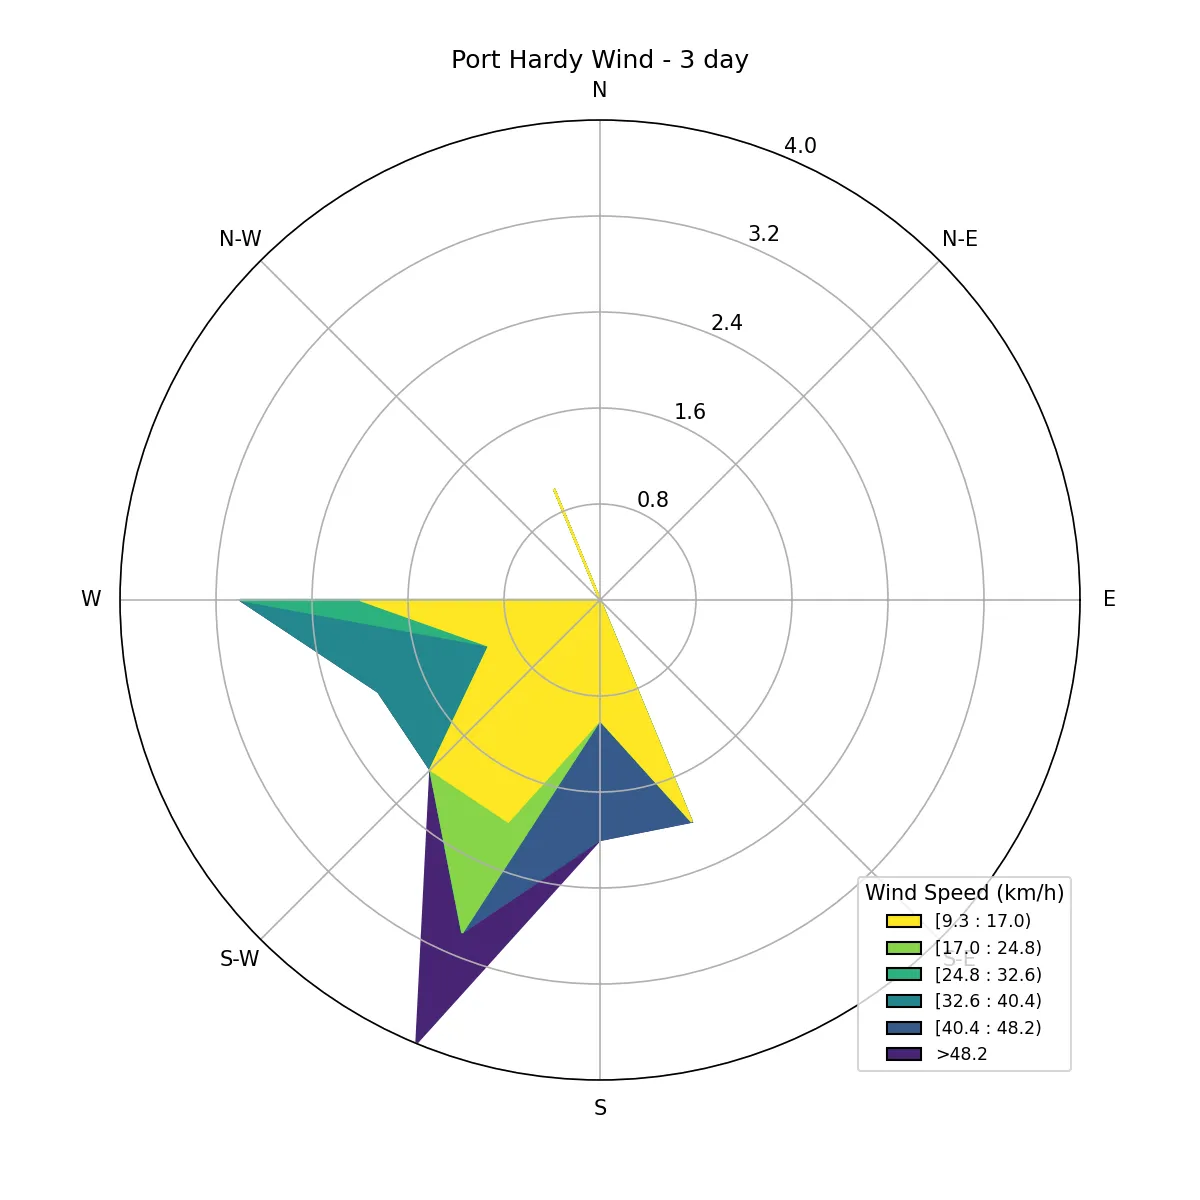 Port Hardy Wind - 3 day
N
4.0
N-W
3.2
N-E
2.4
1.6
0.8
W
E
S-W
S-E
S
Wind Speed (km/h)
[9.3 : 17.0)
[17.0 : 24.8)
[24.8 : 32.6)
[32.6 : 40.4)
[40.4 : 48.2)
>48.2